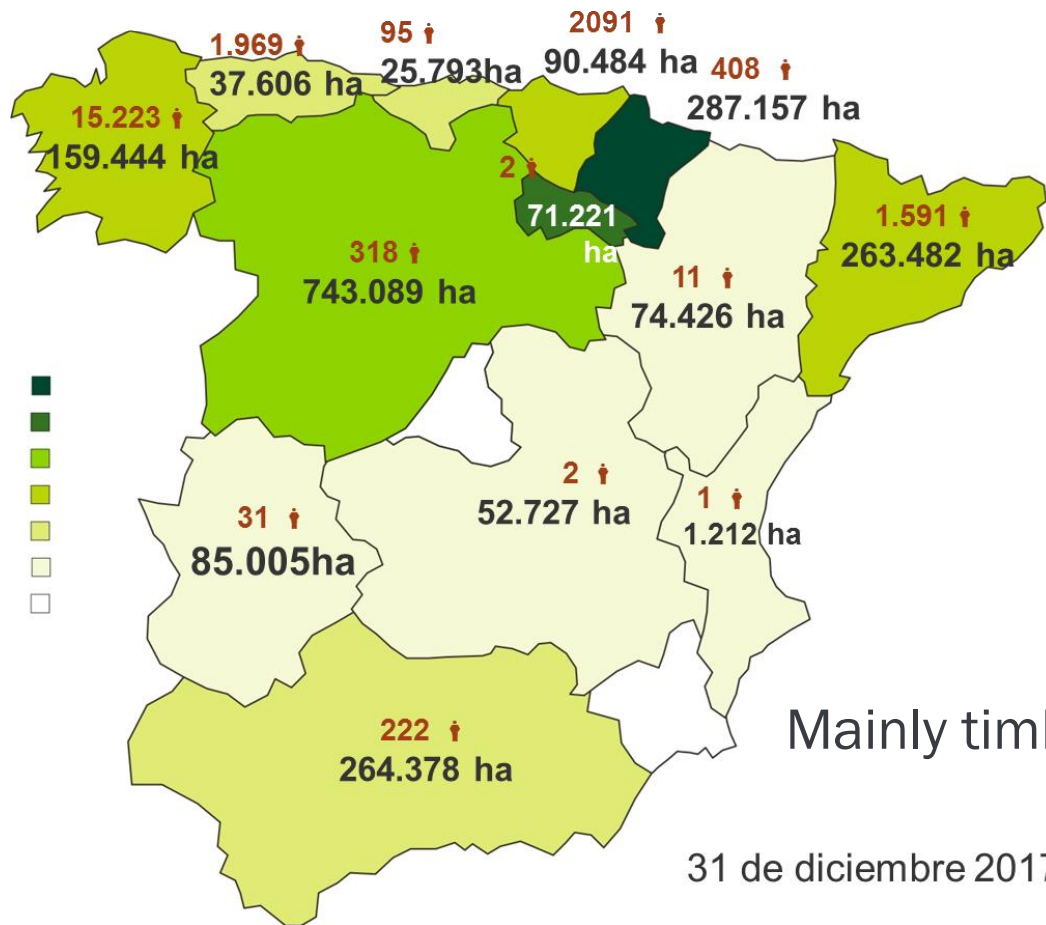 2091
95
1.969
90.484 ha
408
25.793ha
37.606 ha
287.157 ha
15.223
159.444 ha
2
71.221
ha
1.591
263.482 ha
318
743.089 ha
11
74.426 ha
2
52.727 ha
1
1.212 ha
31
85.005ha
222
264.378 ha
Mainly
31 de diciembre 2017